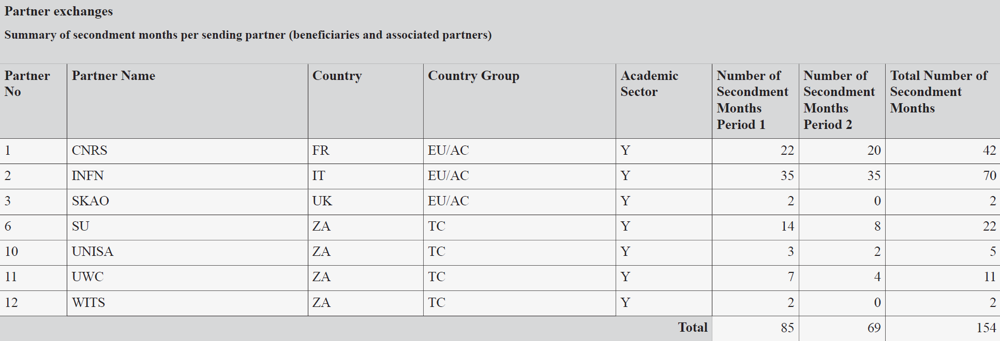 Partner exchanges
Summary of secondment months per sending partner (beneficiaries and associated partners)
Partner No Partner Name Country Country Group Academic Sector Number of Secondment Months Period 1 Number of Secondment Months Period 2 Total Number of Secondment Months
1 CNRS FR EU/AC Y 22 20 42
2 INFN IT EU/AC Y 35 35 70
3 SKAO UK EU/AC Y 2 0 2
6 SU ZA TC Y 14 8 22
10 UNISA ZA TC Y 3 2 5
11 UWC ZA TC Y 7 4 11
12 WITS ZA TC Y 2 0 2
Total 85 69 154